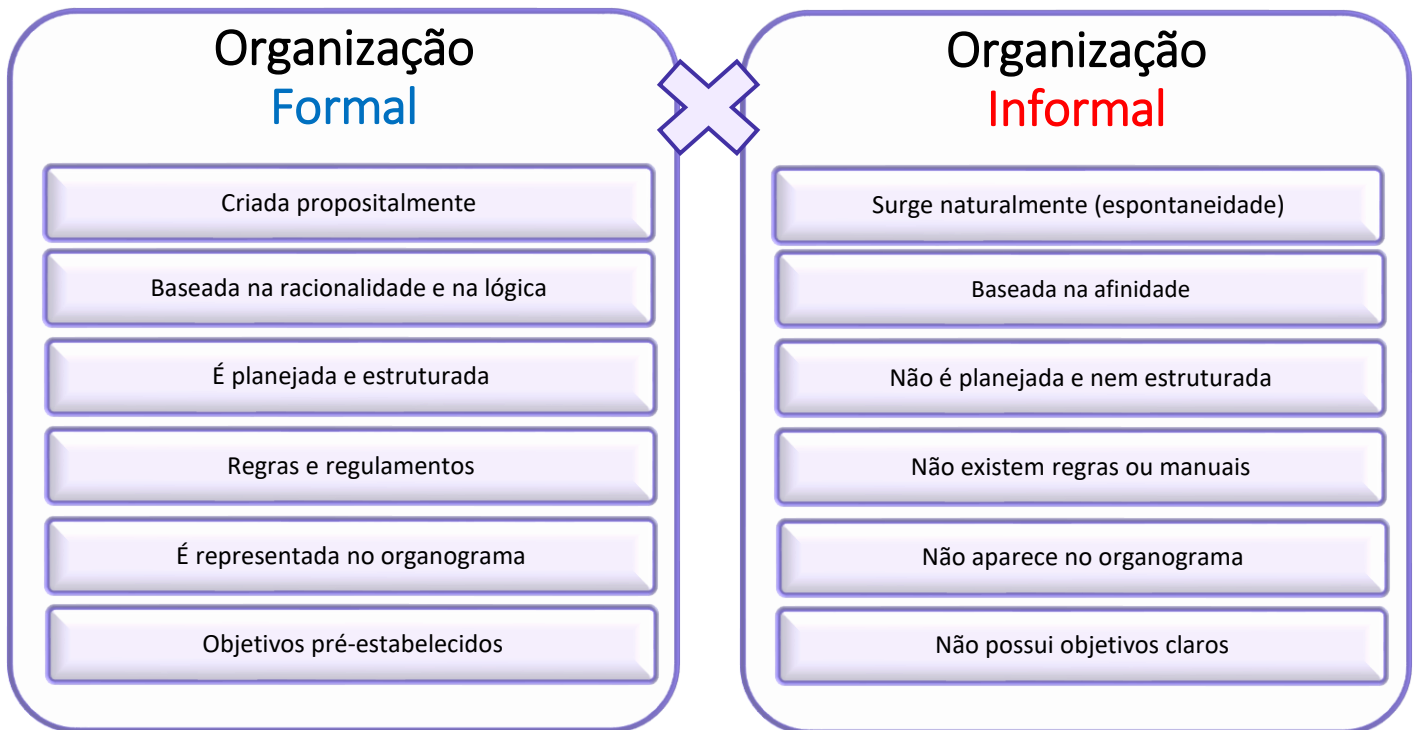 Organização
Formal
Criada propositalmente
Baseada na racionalidade e na lógica
É planejada e estruturada
Regras e regulamentos
É representada no organograma
Objetivos pré-estabelecidos
Organização
Informal
Surge naturalmente (espontaneidade)
Baseada na afinidade
Não é planejada e nem estruturada
Não existem regras ou manuais
Não aparece no organograma
Não possui objetivos claros